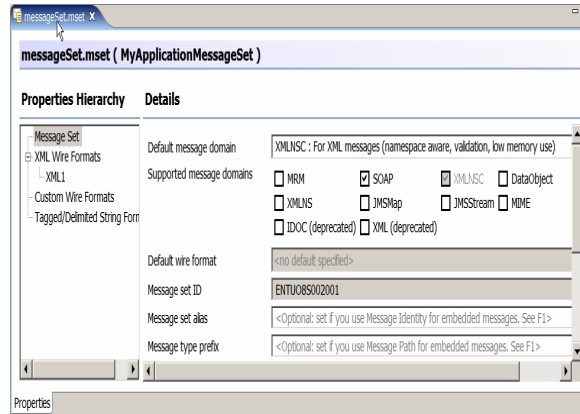 messageSet.mset X
messageSet.mset ( MyApplicationMessageSet )
Properties Hierarchy
Message Set
XML Wire Formats
XML1
Custom Wire Formats
Tagged/Delimited String Forn
Details
Default message domain
XMLNSC : For XML messages (namespace aware, validation, low memory use)
Supported message domains
MRM SOAP XMLNSC DataObject
XMLNS JMSMap JMSStream MIME
IDOC (deprecated) XML (deprecated)
Default wire format
<no default specified>
Message set ID
ENTUO8S002001
Message set alias
<Optional: set if you use Message Identity for embedded messages. See F1>
Message type prefix
<Optional: set if you use Message Path for embedded messages. See F1>
Properties